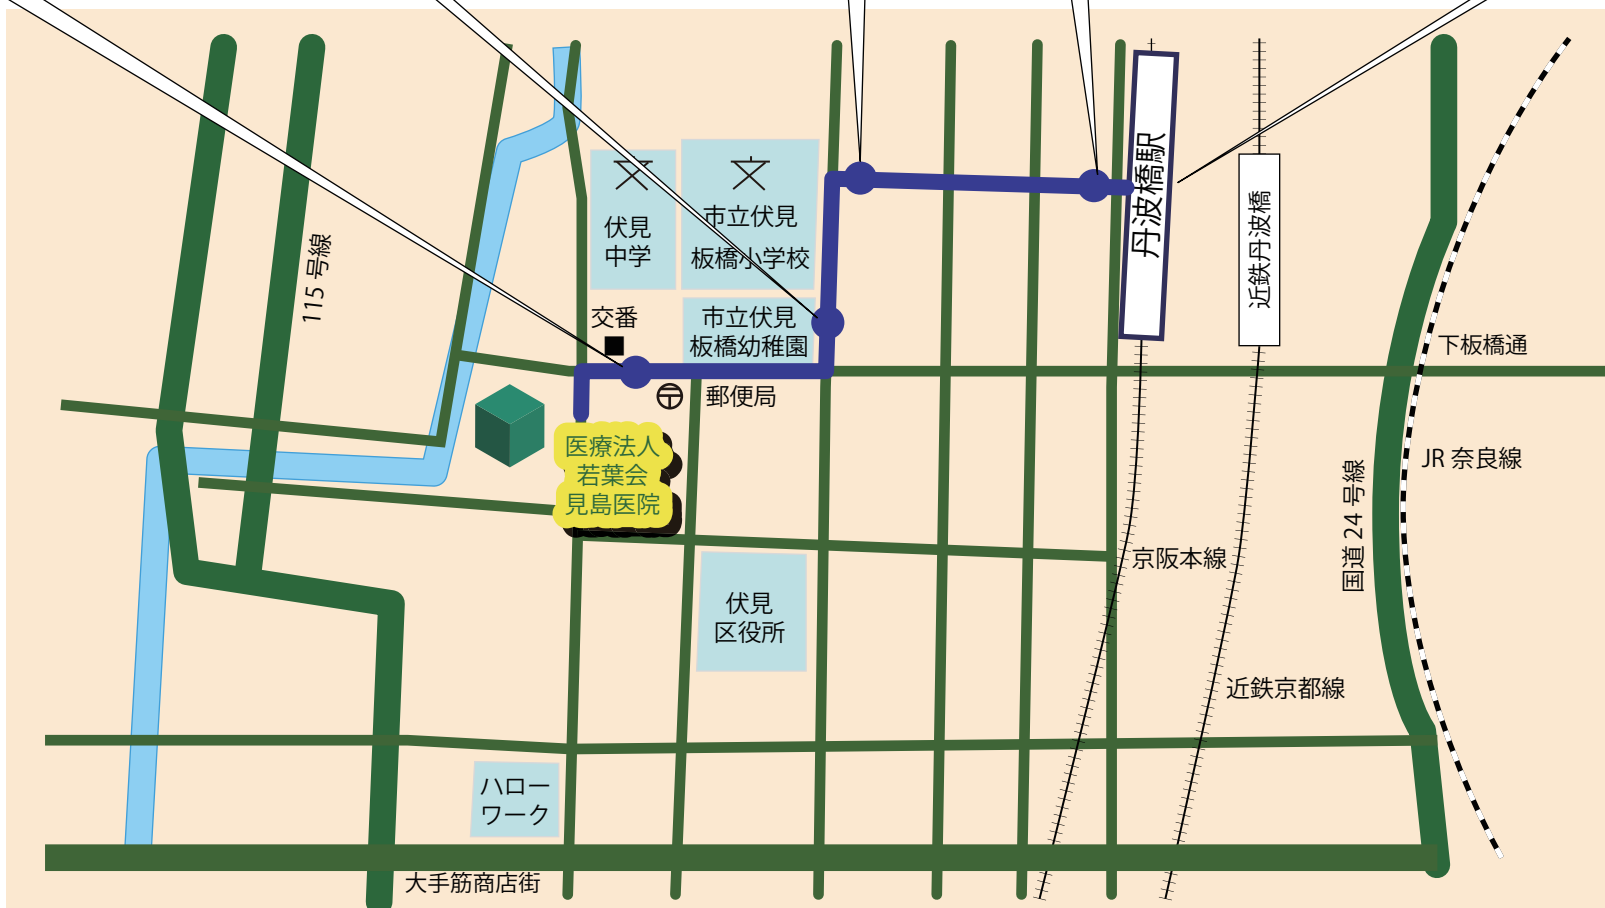 丹波橋駅
近鉄丹波橋
伏見
中学
市立伏見
板橋小学校
115 号線
交番
市立伏見
板橋幼稚園
下板橋通
郵便局
医療法人
若葉会
見島医院
JR 奈良線
国道 24 号線
京阪本線
伏見
区役所
近鉄京都線
ハロー
ワーク
大手筋商店街